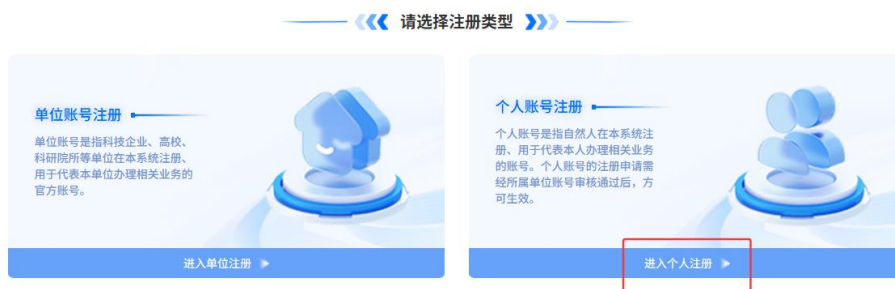 请选择注册类型
单位账号注册
单位账号是指科技企业、高校、
科研院所等单位在本系统注册、
用于代表本单位办理相关业务的
官方账号。
进入单位注册
个人账号注册
个人账号是指自然人在本系统注
册、用于代表本人办理相关业务
的账号。个人账号的注册申请需
经所属单位账号审核通过后，方
可生效。
进入个人注册